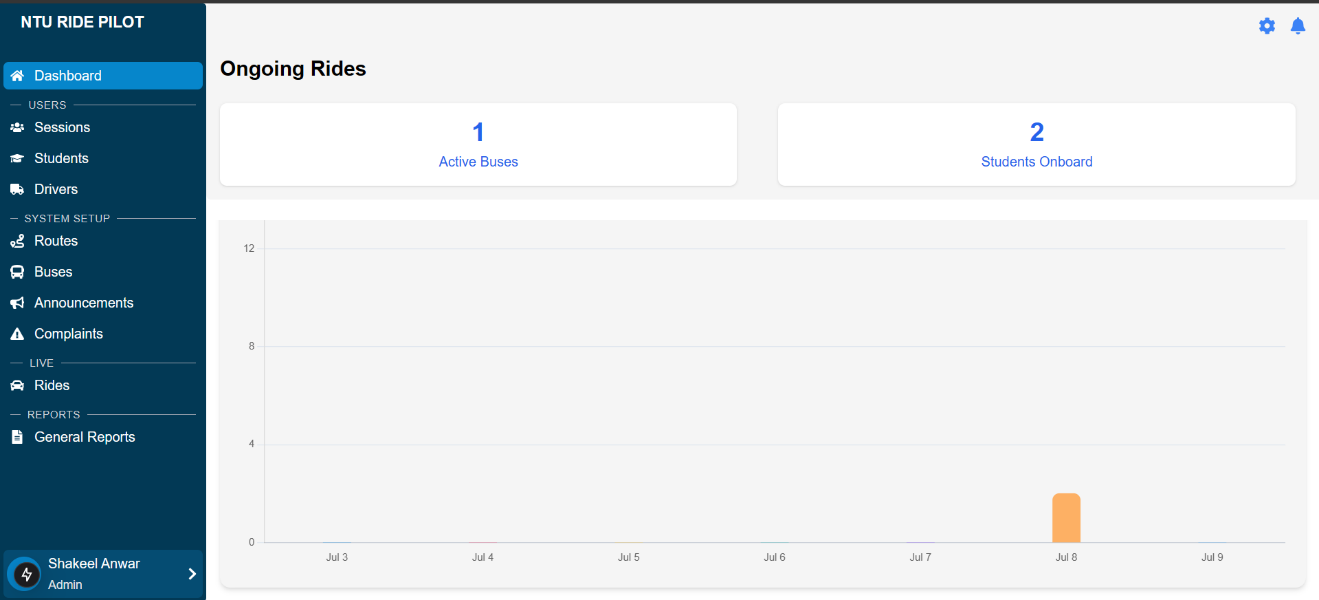 NTU RIDE PILOT
Dashboard
USERS
Sessions
Students
Drivers
SYSTEM SETUP
Routes
Buses
Announcements
Complaints
LIVE
Rides
REPORTS
General Reports
Shakeel Anwar
Admin
Ongoing Rides
1
Active Buses
2
Students Onboard
12
8
4
0
Jul 3 Jul 4 Jul 5 Jul 6 Jul 7 Jul 8 Jul 9